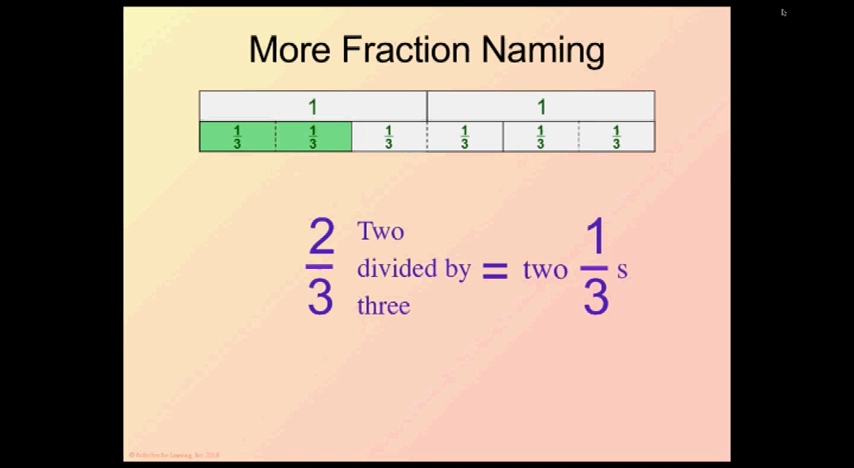 More Fraction Naming
1 1
1/3 1/3 1/3 1/3 1/3 1/3
2/3 Two divided by three = two 1/3 s